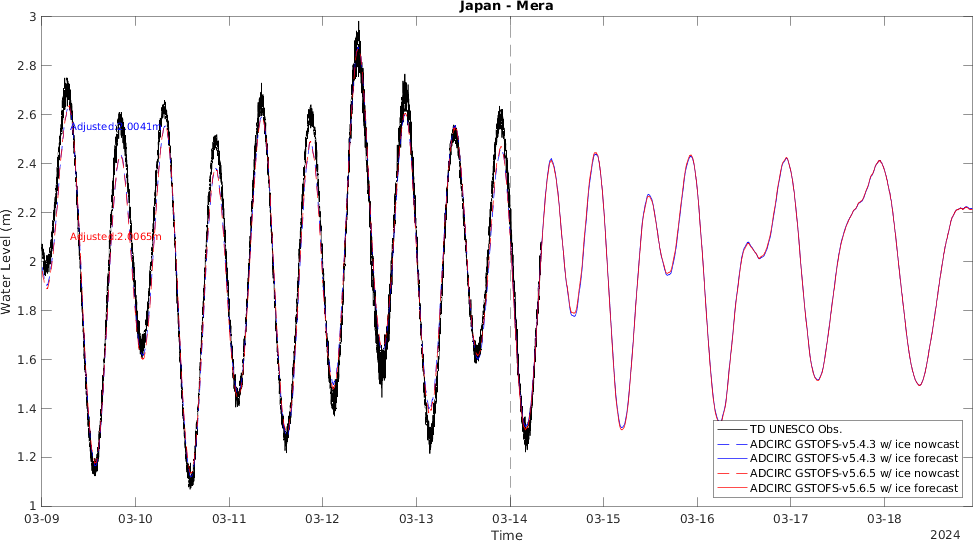 Japan - Mera
3
2.8
2.6
2.4
2.2
2
1.8
1.6
1.4
1.2
1
Water Level (m)
Adjusted: .0041m
Adjusted:2.0065m
03-09
03-10
03-11
03-12
03-13
03-14
03-15
03-16
03-17
03-18
Time
2024
TD UNESCO Obs.
ADCIRC GSTOFS-v5.4.3 w/ ice nowcast
ADCIRC GSTOFS-v5.4.3 w/ ice forecast
ADCIRC GSTOFS-v5.6.5 w/ ice nowcast
ADCIRC GSTOFS-v5.6.5 w/ ice forecast